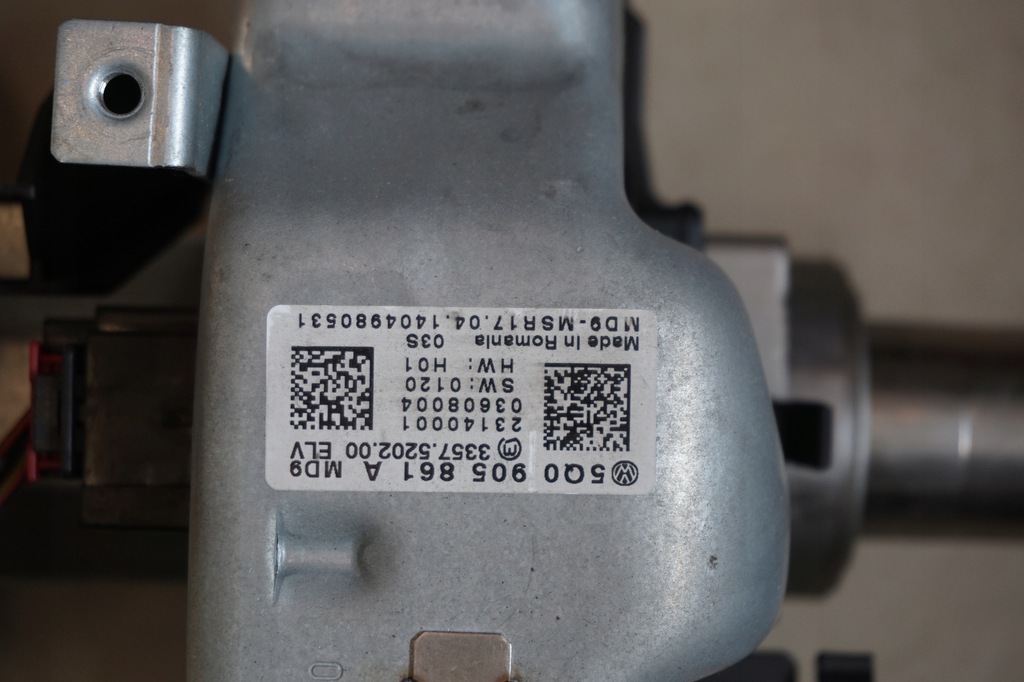 5Q0 905 861 A MD9
3357.5202.00 ELV
23140001
03608004
SW: 0120
HW: H01
Made in Romania 03S
MD9-MSR17.04.1404980531